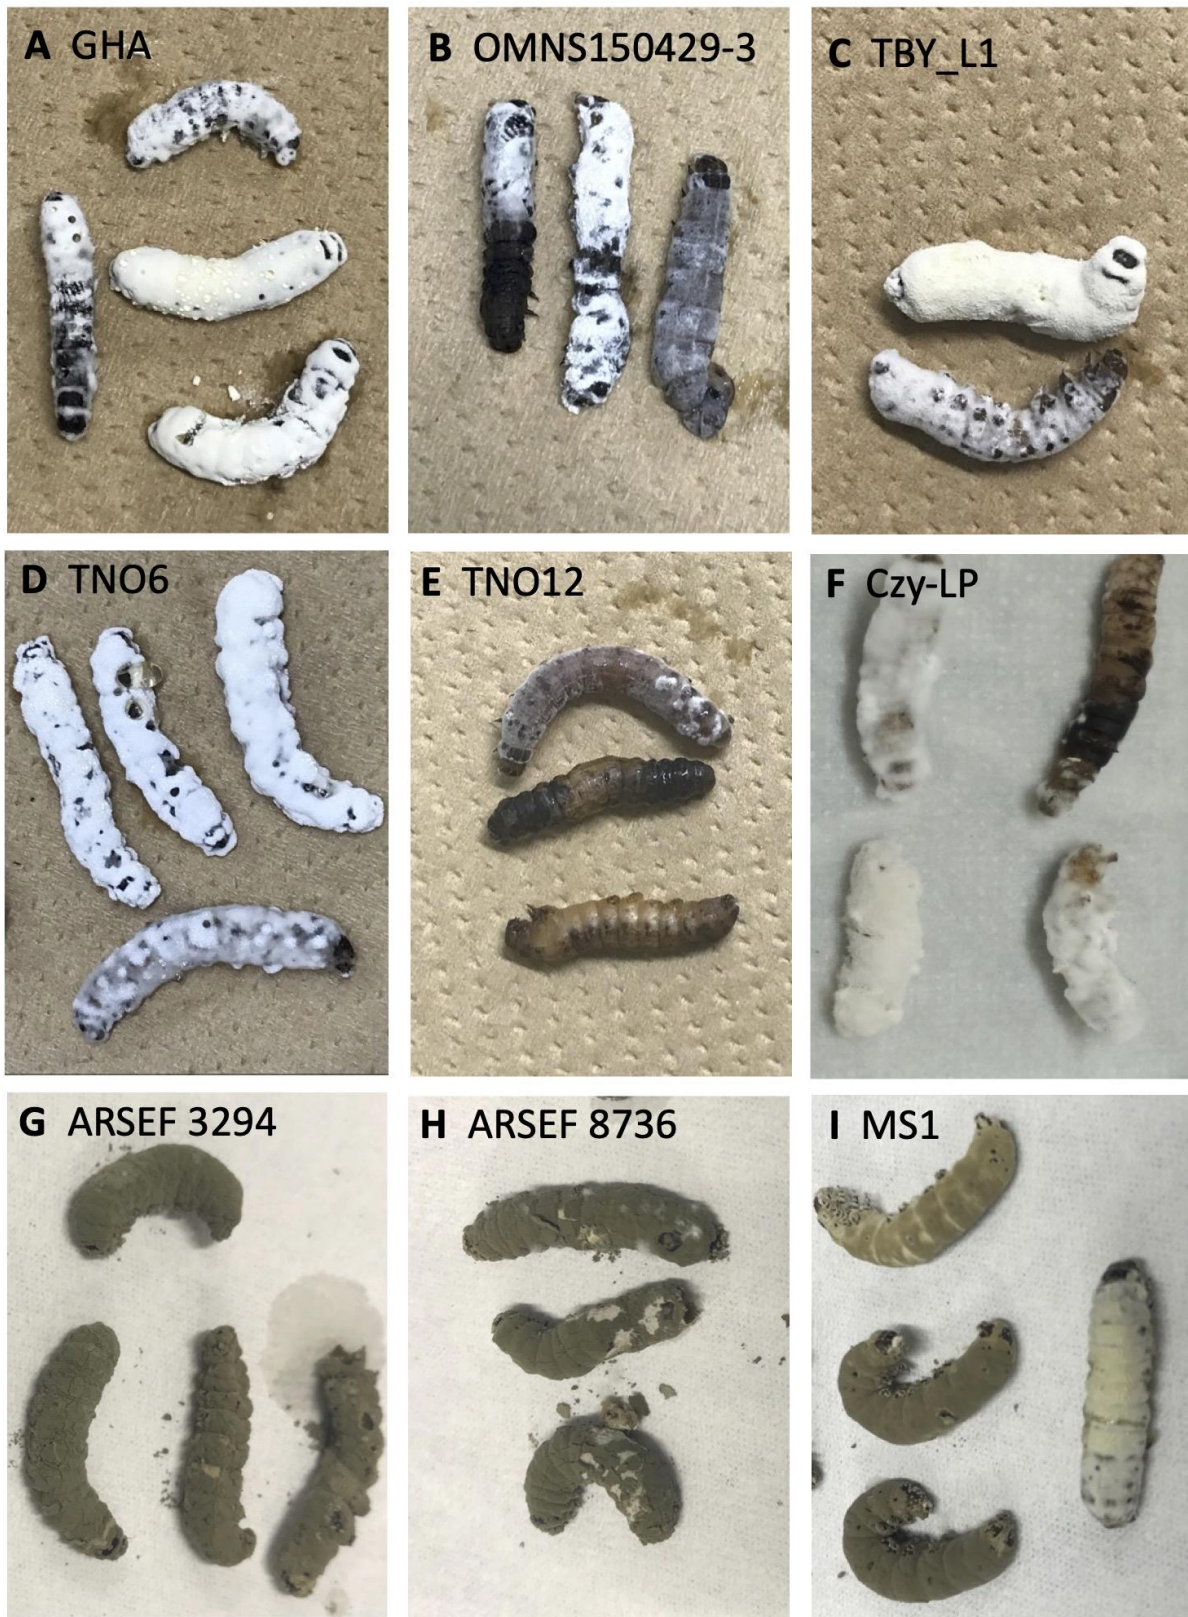 A GHA
B OMNS150429-3
C TBY_L1
D TNO6
E TNO12
F Czy-LP
G ARSEF 3294
H ARSEF 8736
I MS1